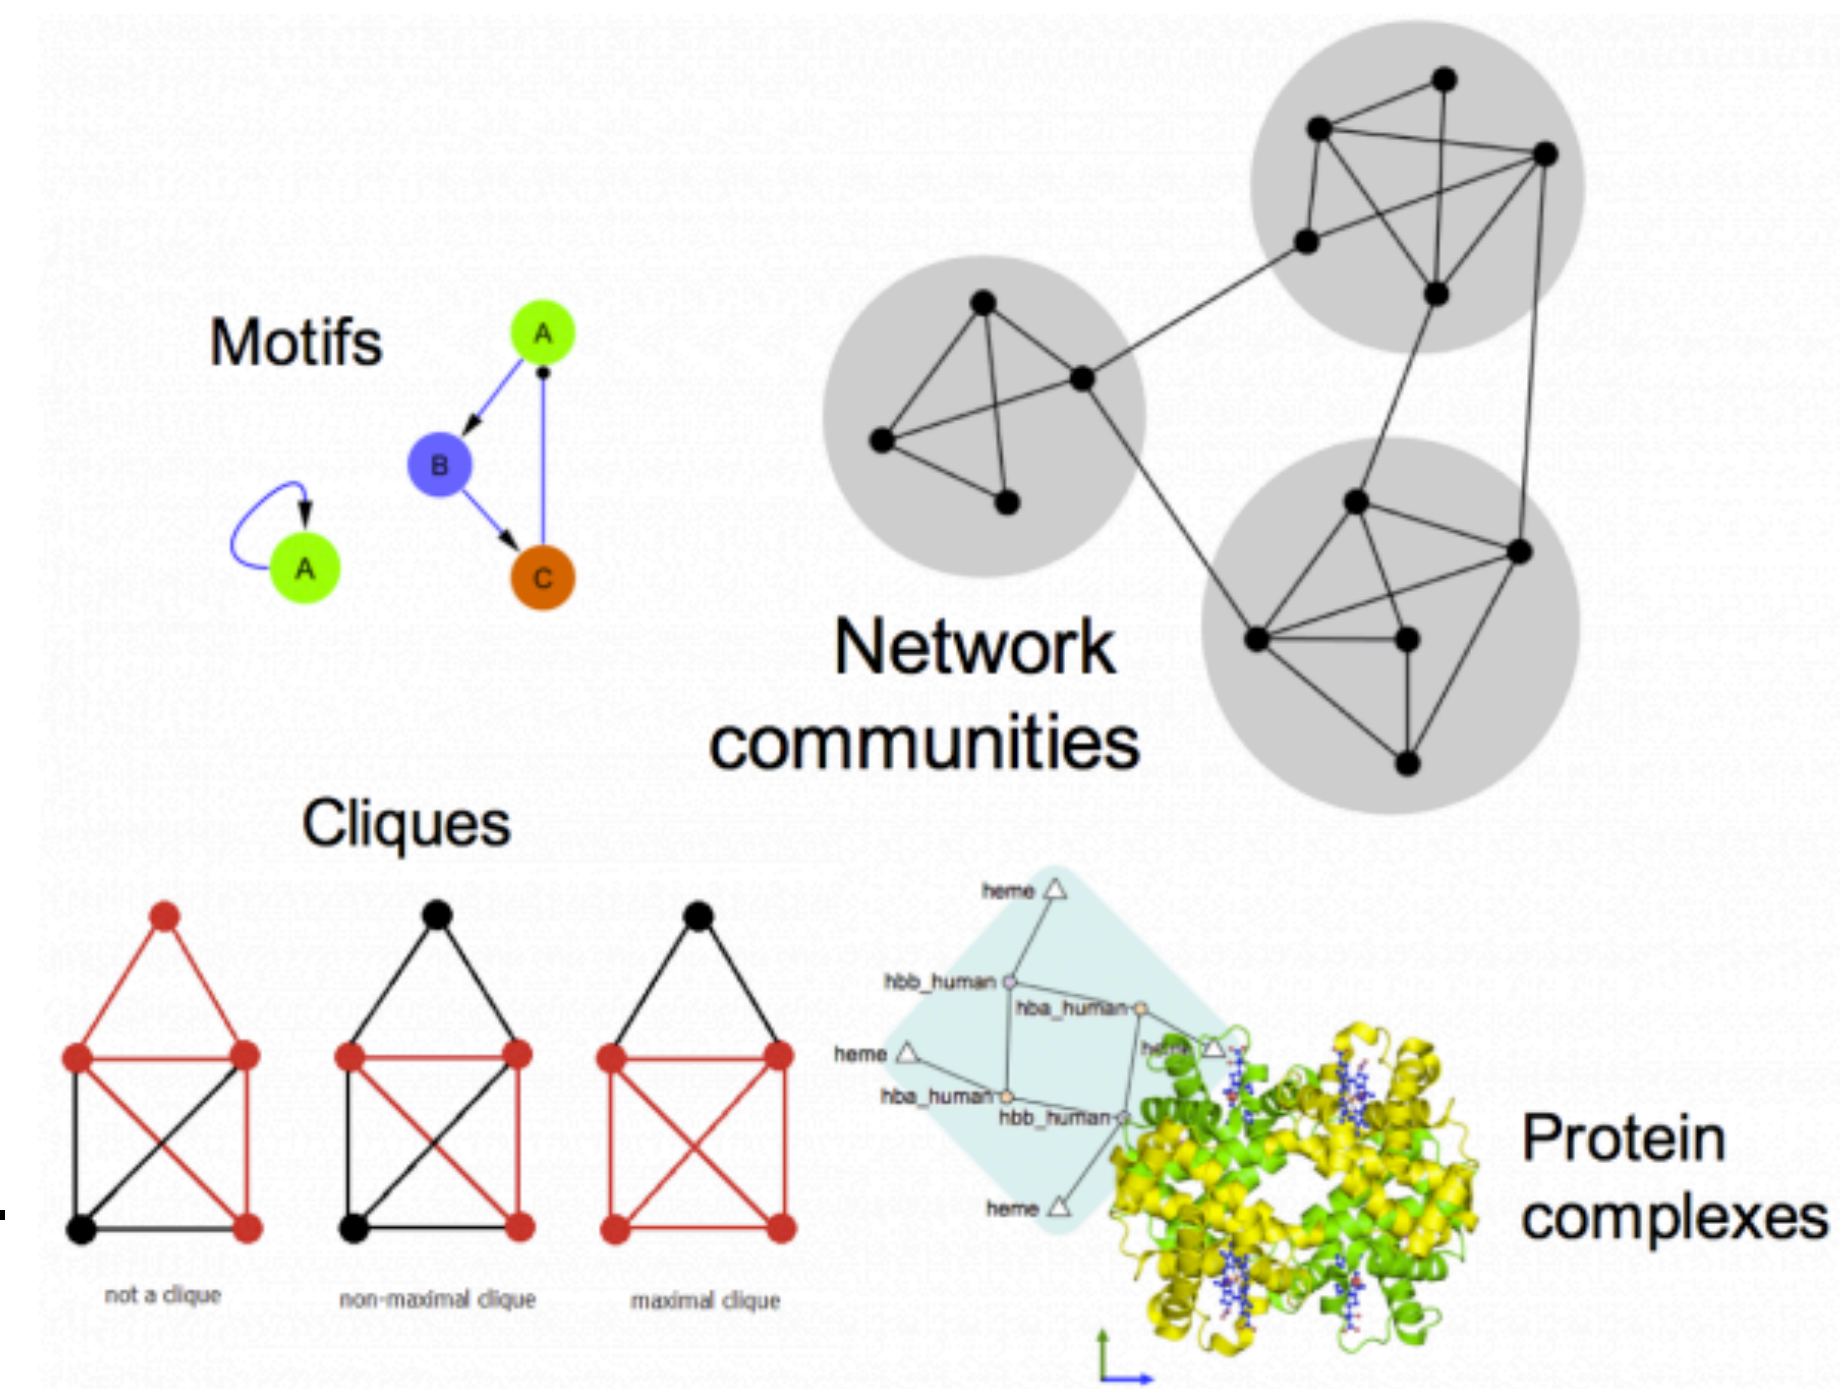 Motifs
A
B
A
C
Network
communities
Cliques
not a clique
non-maximal clique
maximal clique
heme
hbb_human
hba_human
heme
heme
hba_human
hbb_human
heme
Protein
complexes